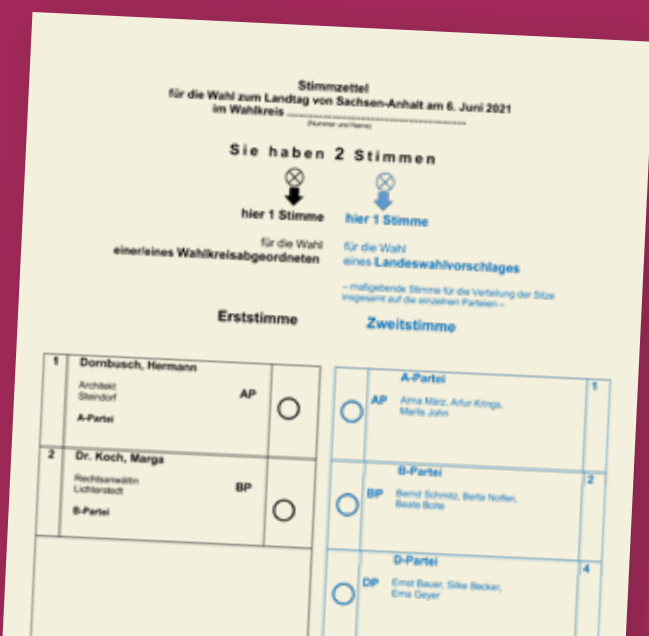 Stimmzettel
für die Wahl zum Landtag von Sachsen-Anhalt am 6. Juni 2021
im Wahlkreis ................................................
(Nummer und Name)
Sie haben 2 Stimmen
hier 1 Stimme
für die Wahl
einer/eines Wahlkreisabgeordneten
Erststimme
hier 1 Stimme
für die Wahl
eines Landeswahlvorschlages
– maßgebende Stimme für die Verteilung der Sitze
insgesamt auf die einzelnen Parteien –
Zweitstimme
1 Dornbusch, Hermann
Architekt AP
Steindorf
A-Partei
2 Dr. Koch, Marga
Rechtsanwältin BP
Lichterstedt
B-Partei
A-Partei 1
AP Alma März, Artur Krings,
Marlis John
B-Partei 2
BP Bernd Schmitz, Berta Nolten,
Beate Bolte
D-Partei 4
DP Ernst Bauer, Silke Becker,
Erna Geyer